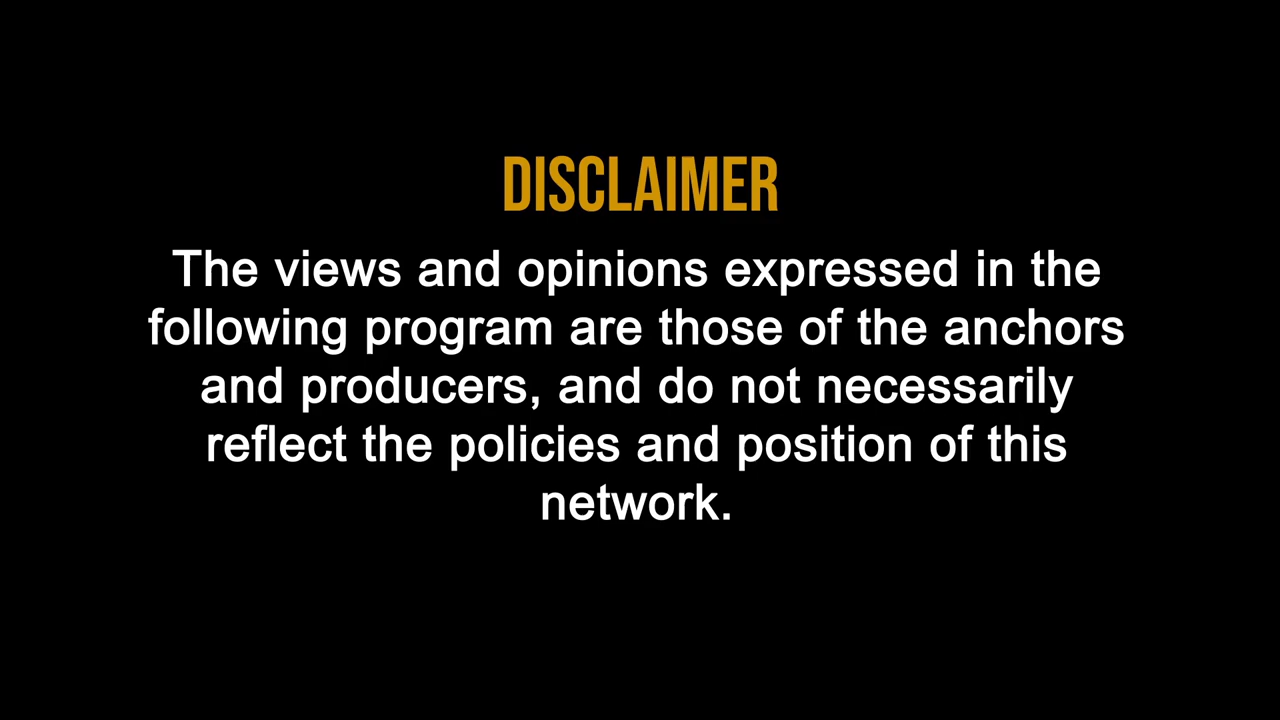 DISCLAIMER
The views and opinions expressed in the
following program are those of the anchors
and producers, and do not necessarily
reflect the policies and position of this
network.